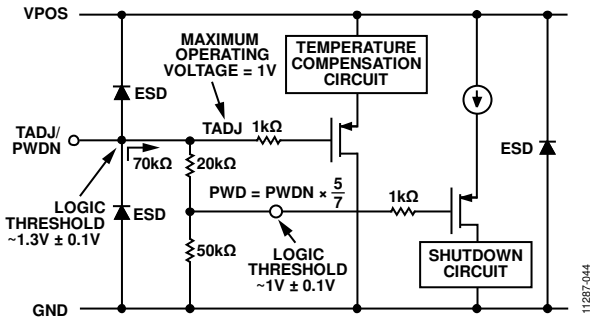 VPOS
MAXIMUM
OPERATING
VOLTAGE = 1V
TEMPERATURE
COMPENSATION
CIRCUIT
ESD
TADJ/
PWDN
TADJ
1kΩ
70kΩ
20kΩ
ESD
PWD = PWDN × 5/7
1kΩ
LOGIC
THRESHOLD
~1.3V ± 0.1V
ESD
50kΩ
LOGIC
THRESHOLD
~1V ± 0.1V
SHUTDOWN
CIRCUIT
GND
11287-044